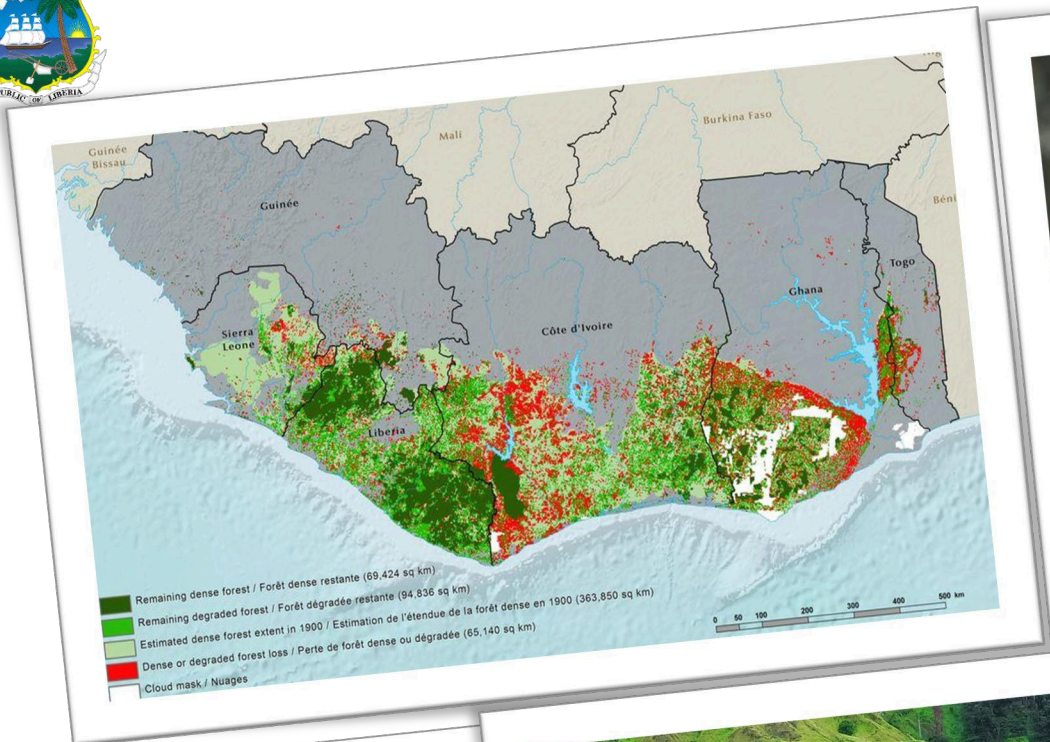 PUBLIC OF LIBERIA
Guinée
Bissau
Mali
Burkina Faso
Béni
Guinée
Sierra
Leone
Liberia
Côte d'Ivoire
Ghana
Togo
Remaining dense forest / Forêt dense restante (69,424 sq km)
Remaining degraded forest / Forêt dégradée restante (94,836 sq km)
Estimated dense forest extent in 1900 / Estimation de l'étendue de la forêt dense en 1900 (363,850 sq km)
Dense or degraded forest loss / Perte de forêt dense ou dégradée (65,140 sq km)
Cloud mask / Nuages
0 50 100 200 300 400 500 km